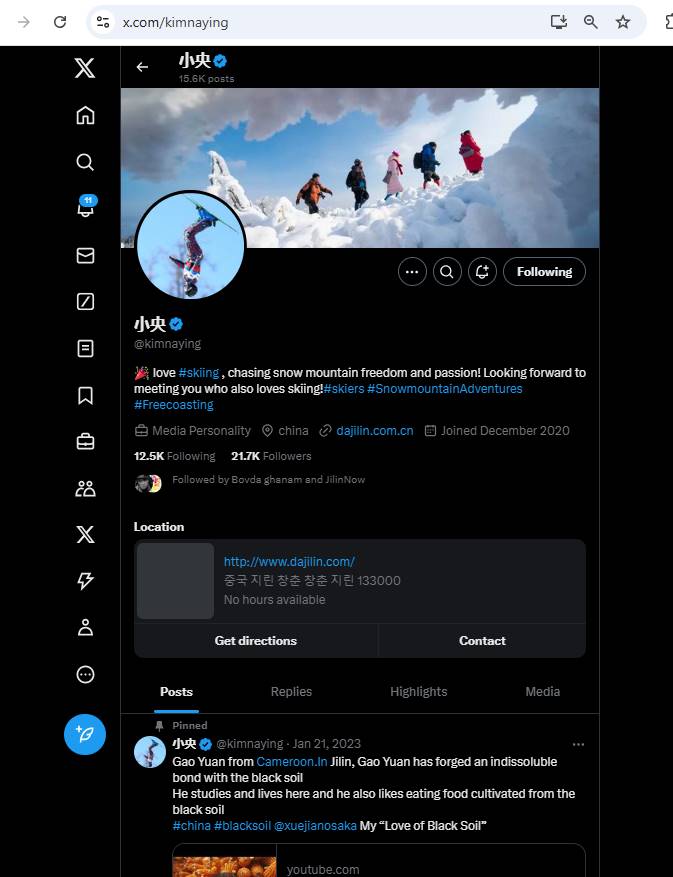 x.com/kimnaying
小央
15.6K posts
11
Following
小央
@kimnaying
🎉 love #skiing , chasing snow mountain freedom and passion! Looking forward to
meeting you who also loves skiing!#skiers #SnowmountainAdventures
#Freecoasting
Media Personality china dajilin.com.cn Joined December 2020
12.5K Following 21.7K Followers
Followed by Bovda ghanam and JilinNow
Location
http://www.dajilin.com/
중국 지린 창춘 창춘 지린 133000
No hours available
Get directions Contact
Posts Replies Highlights Media
Pinned
小央 @kimnaying · Jan 21, 2023
Gao Yuan from Cameroon.In Jilin, Gao Yuan has forged an indissoluble
bond with the black soil
He studies and lives here and he also likes eating food cultivated from the
black soil
#china #blacksoil @xuejianosaka My “Love of Black Soil”
youtube.com